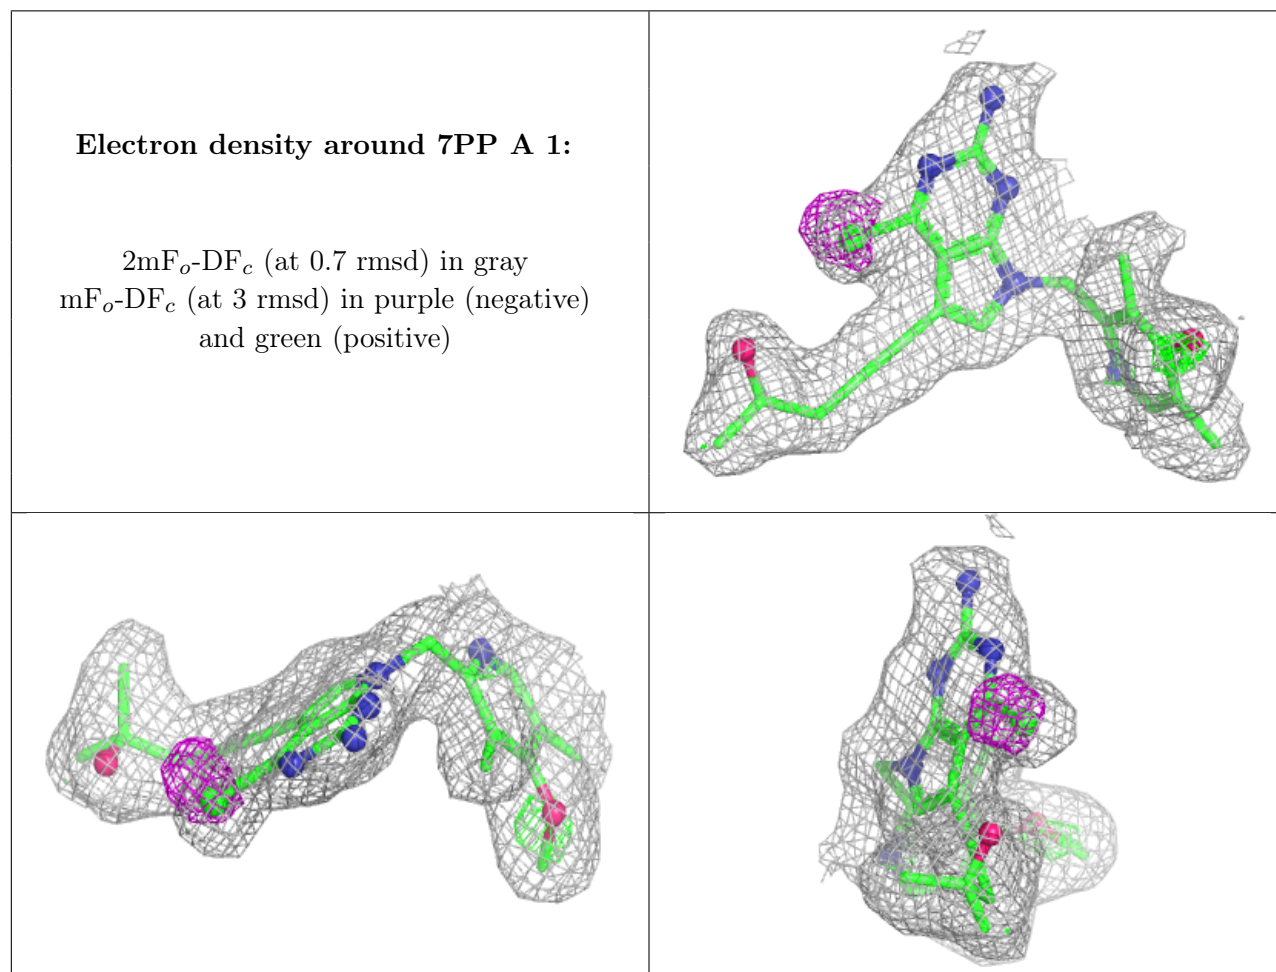 Electron density around 7PP A 1:
2mFo-DFc (at 0.7 rmsd) in gray
mFo-DFc (at 3 rmsd) in purple (negative)
and green (positive)